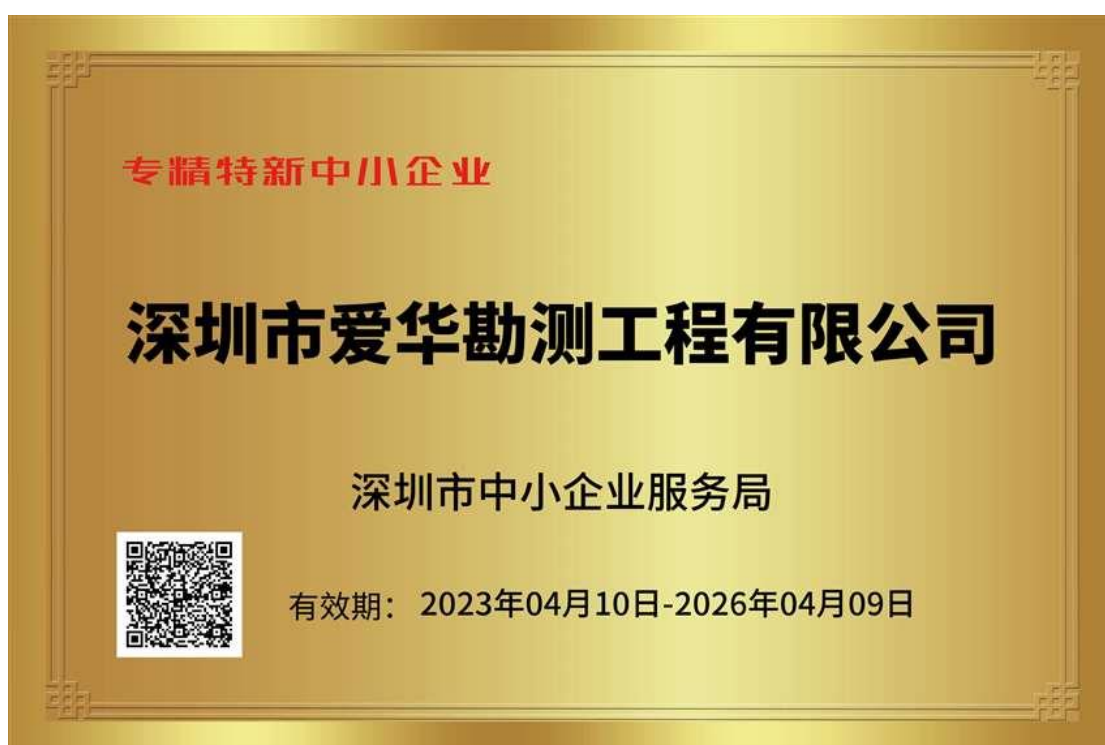 专精特新中小企业
深圳市爱华勘测工程有限公司
深圳市中小企业服务局
有效期： 2023年04月10日-2026年04月09日